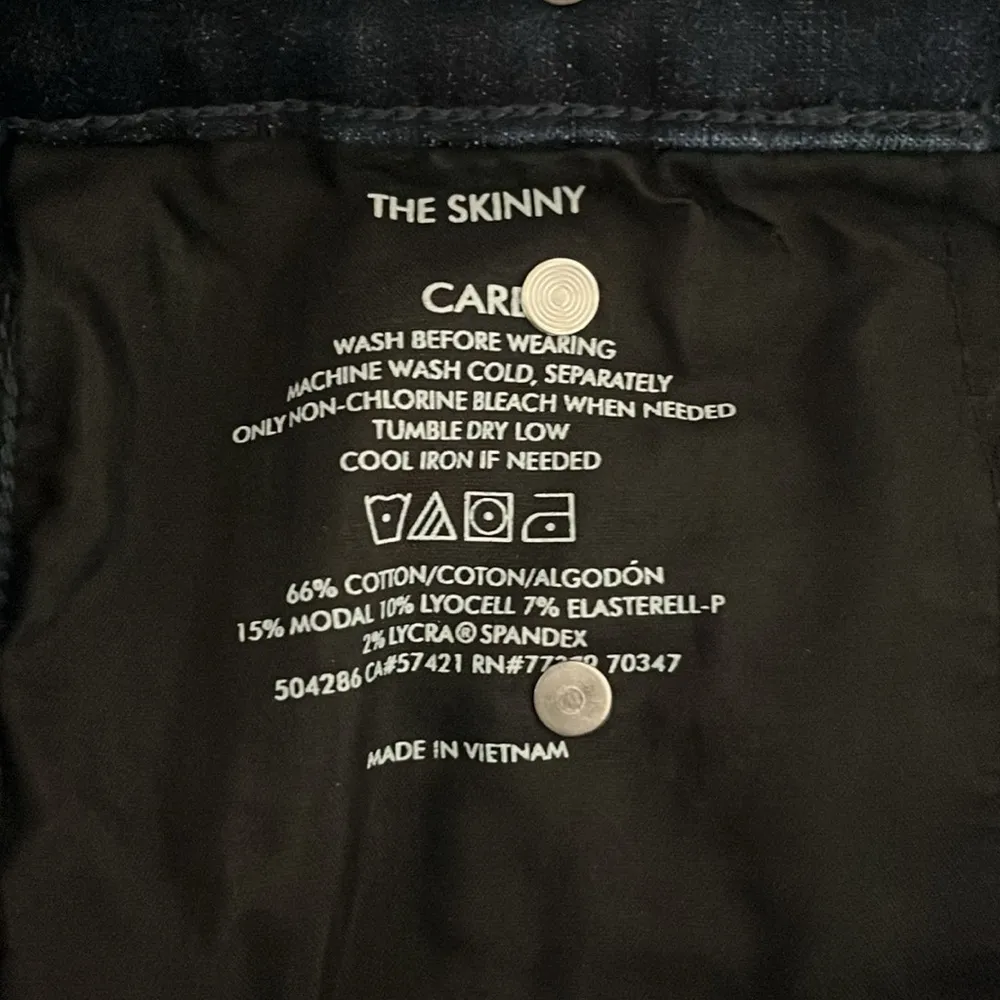 THE SKINNY
CARE
WASH BEFORE WEARING
MACHINE WASH COLD, SEPARATELY
ONLY NON-CHLORINE BLEACH WHEN NEEDED
TUMBLE DRY LOW
COOL IRON IF NEEDED
66% COTTON/COTON/ALGODÓN
15% MODAL 10% LYOCELL 7% ELASTERELL-P
2% LYCRA® SPANDEX
504286 CA#57421 70347
MADE IN VIETNAM